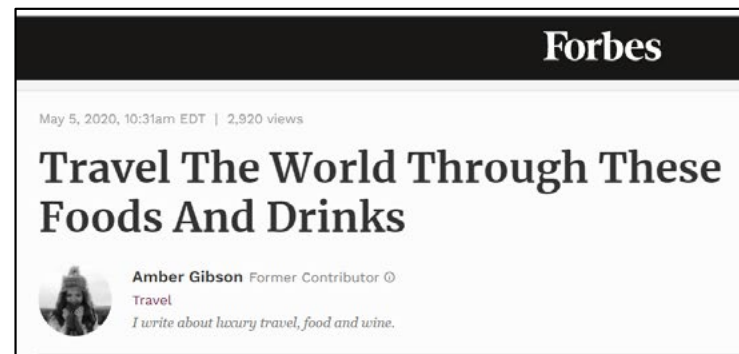 Forbes
May 5, 2020, 10:31am EDT | 2,920 views
Travel The World Through These
Foods And Drinks
Amber Gibson Former Contributor ⓘ
Travel
I write about luxury travel, food and wine.